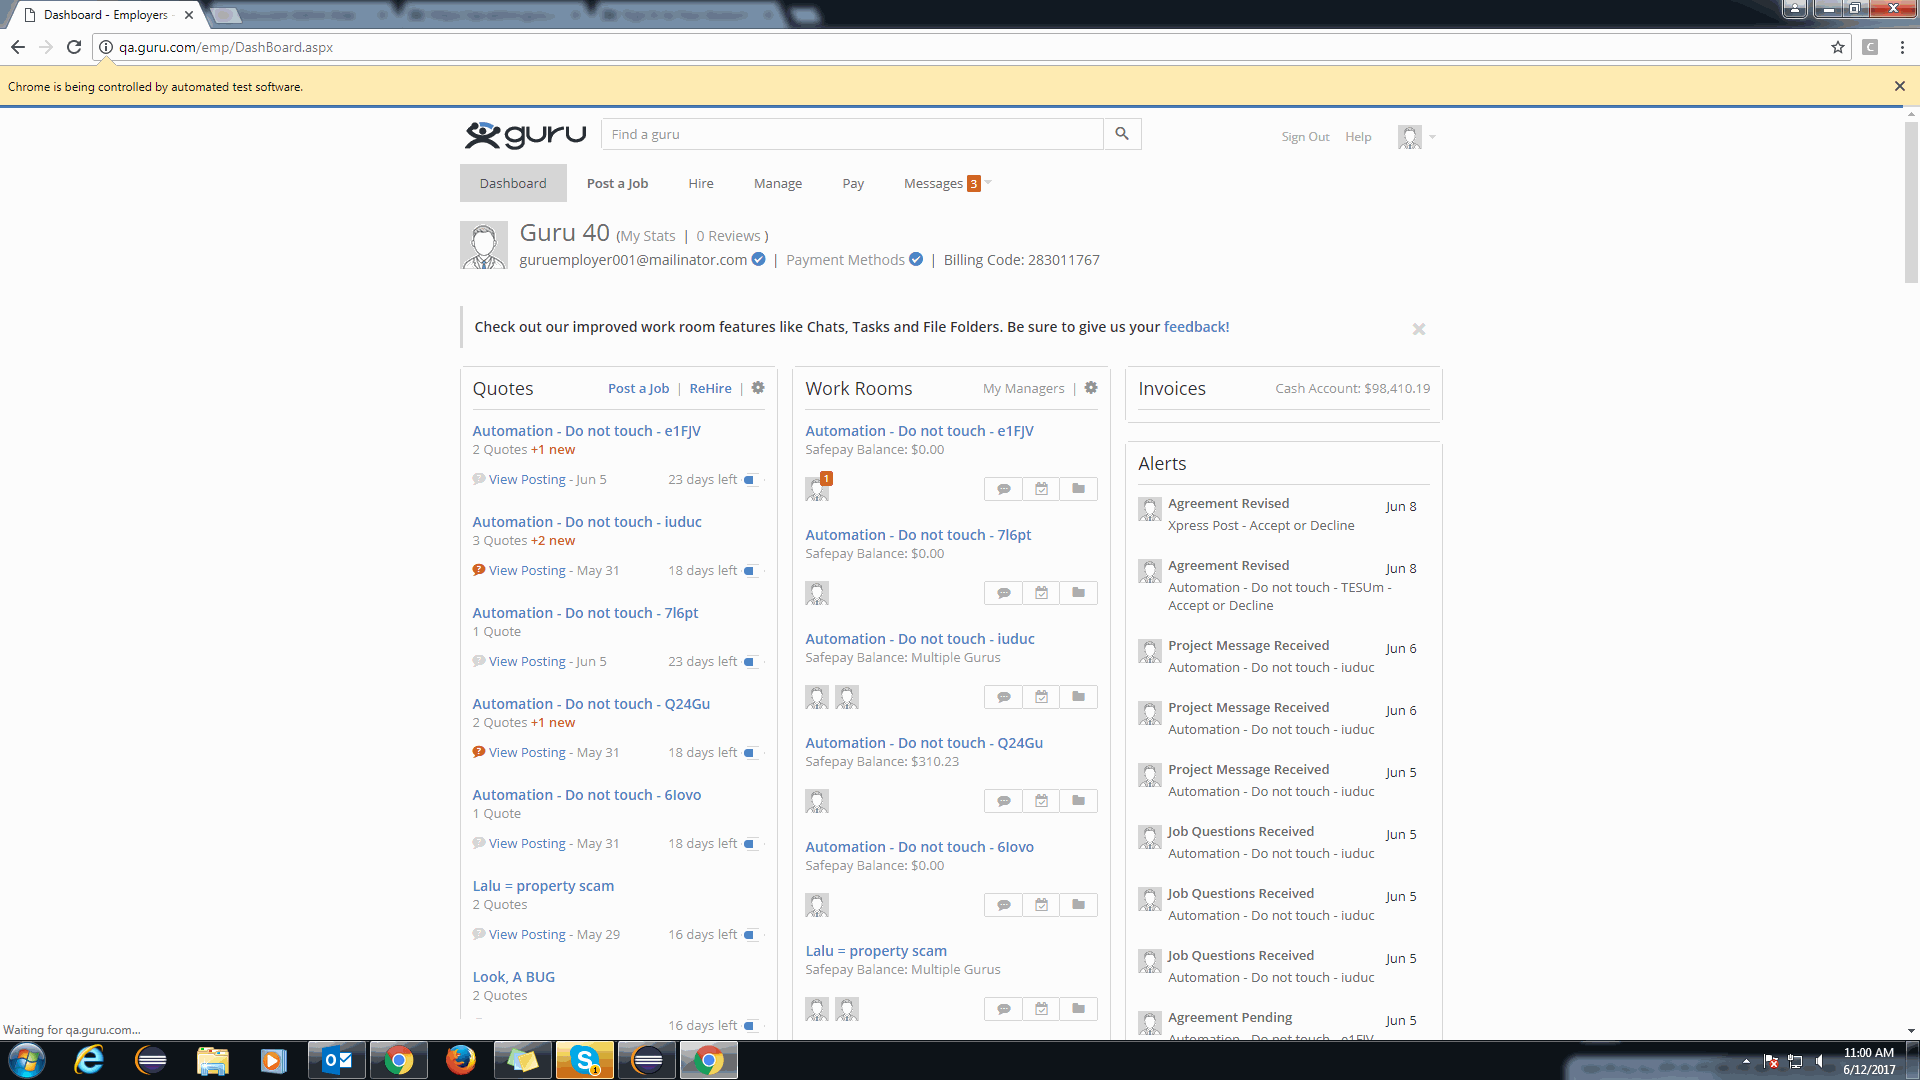 Dashboard - Employers -
qa.guru.com/emp/DashBoard.aspx
C
Chrome is being controlled by automated test software.
guru
Find a guru
Sign Out Help
Dashboard Post a Job Hire Manage Pay Messages 3
Guru 40 (My Stats | 0 Reviews )
guruemployer001@mailinator.com | Payment Methods | Billing Code: 283011767
Check out our improved work room features like Chats, Tasks and File Folders. Be sure to give us your feedback!
Quotes Post a Job | ReHire |
Automation - Do not touch - e1FJV
2 Quotes +1 new
View Posting - Jun 5 23 days left
Automation - Do not touch - iuduc
3 Quotes +2 new
? View Posting - May 31 18 days left
Automation - Do not touch - 7l6pt
1 Quote
View Posting - Jun 5 23 days left
Automation - Do not touch - Q24Gu
2 Quotes +1 new
? View Posting - May 31 18 days left
Automation - Do not touch - 6Iovo
1 Quote
View Posting - May 31 18 days left
Lalu = property scam
2 Quotes
View Posting - May 29 16 days left
Look, A BUG
2 Quotes
16 days left
Work Rooms My Managers |
Automation - Do not touch - e1FJV
Safepay Balance: $0.00
1
Automation - Do not touch - 7l6pt
Safepay Balance: $0.00
Automation - Do not touch - iuduc
Safepay Balance: Multiple Gurus
Automation - Do not touch - Q24Gu
Safepay Balance: $310.23
Automation - Do not touch - 6Iovo
Safepay Balance: $0.00
Lalu = property scam
Safepay Balance: Multiple Gurus
Invoices Cash Account: $98,410.19
Alerts
Agreement Revised Jun 8
Xpress Post - Accept or Decline
Agreement Revised Jun 8
Automation - Do not touch - TESUm -
Accept or Decline
Project Message Received Jun 6
Automation - Do not touch - iuduc
Project Message Received Jun 6
Automation - Do not touch - iuduc
Project Message Received Jun 5
Automation - Do not touch - iuduc
Job Questions Received Jun 5
Automation - Do not touch - iuduc
Job Questions Received Jun 5
Automation - Do not touch - iuduc
Job Questions Received Jun 5
Automation - Do not touch - iuduc
Agreement Pending Jun 5
Automation - Do not touch - e1FJV
Waiting for qa.guru.com...
1
11:00 AM
6/12/2017